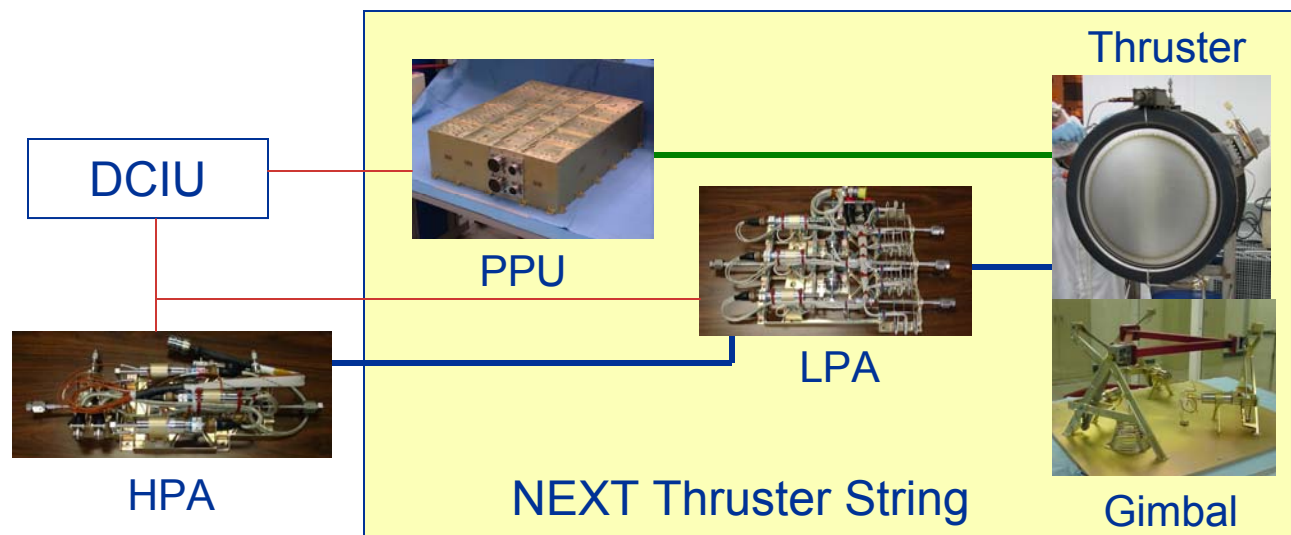 Thruster
DCIU
PPU
LPA
HPA
NEXT Thruster String
Gimbal